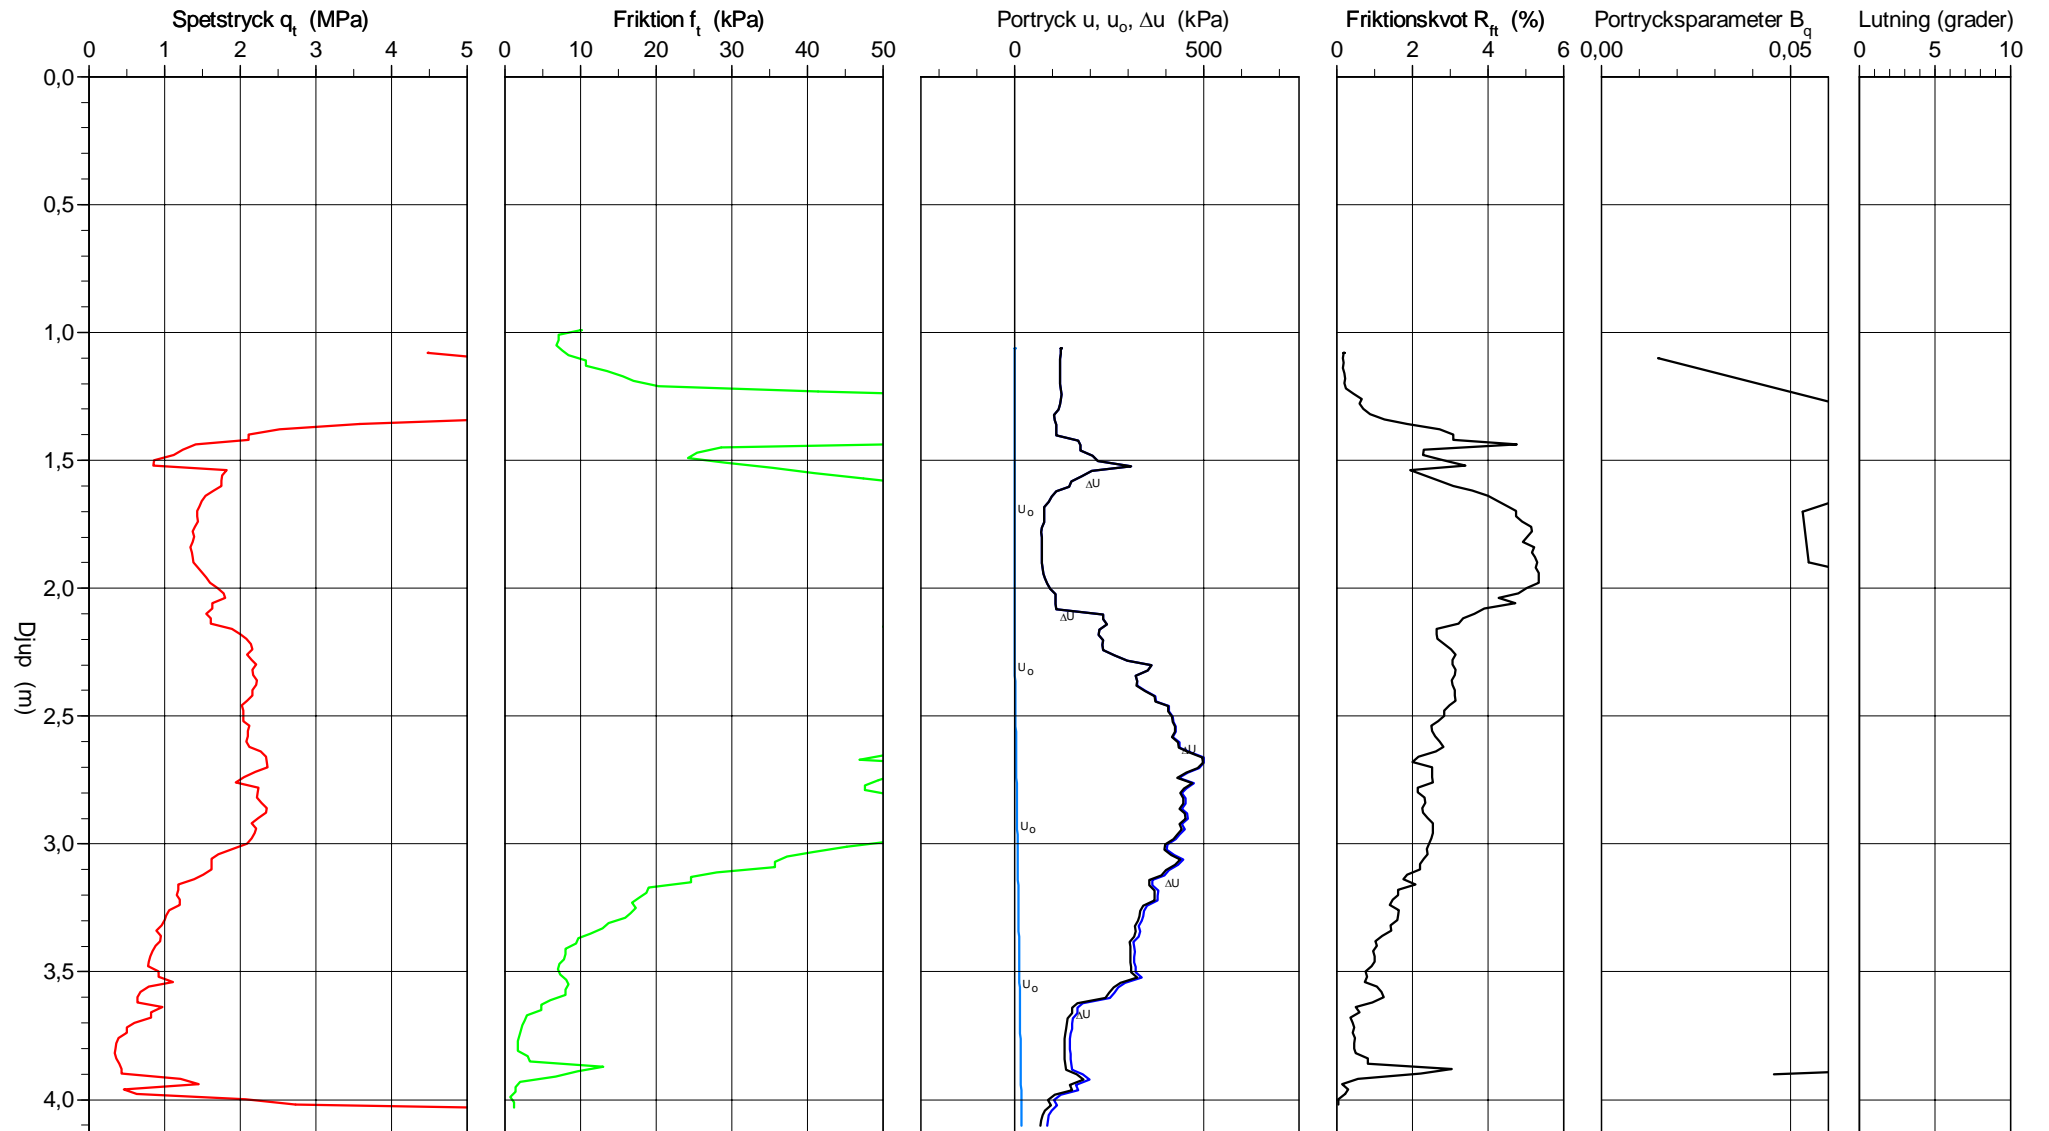 Spetstryck qt (MPa) Friktion ft (kPa) Portryck u, uo, Δu (kPa) Friktionskvot Rft (%) Portrycksparameter Bq Lutning (grader)
0 1 2 3 4 5 0 10 20 30 40 50 0 500 0 2 4 6 0,00 0,05 0 5 10
0,0
0,5
1,0
1,5
ΔU
Uo
2,0
ΔU
Uo
Djup (m)
2,5
ΔU
Uo
3,0
ΔU
3,5
Uo
ΔU
4,0